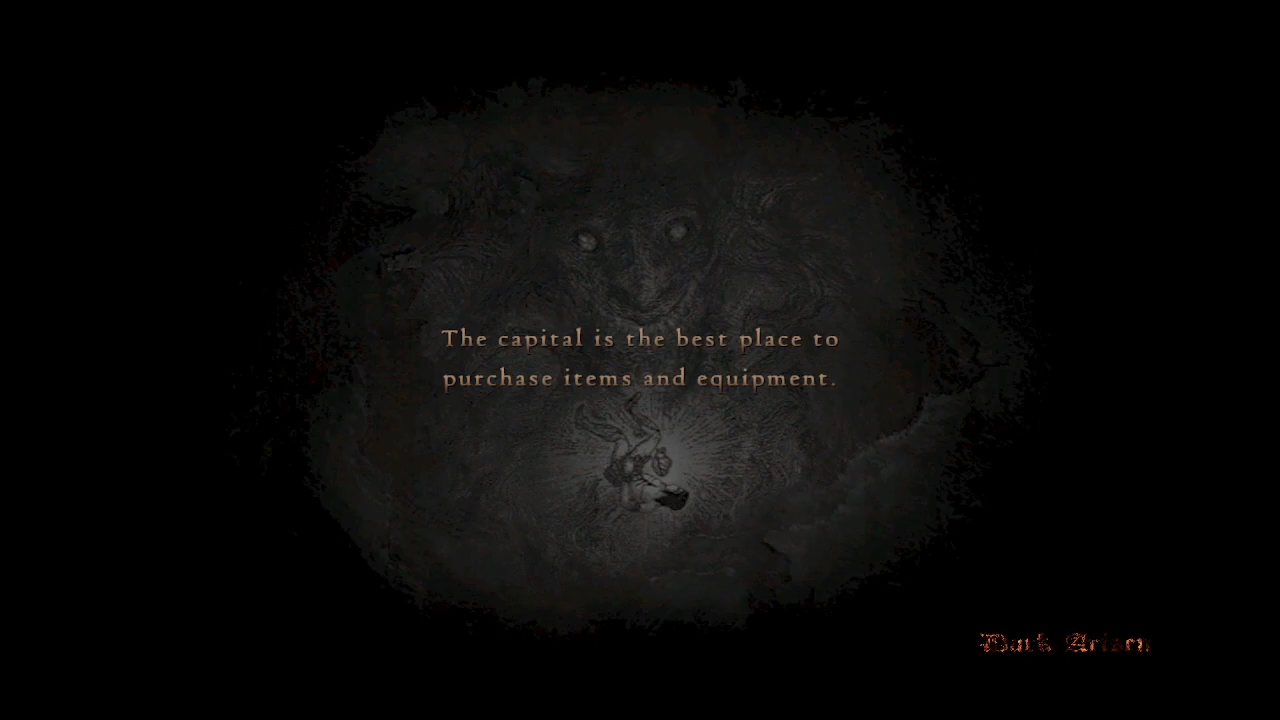 The capital is the best place to
purchase items and equipment.
Dark Arisen